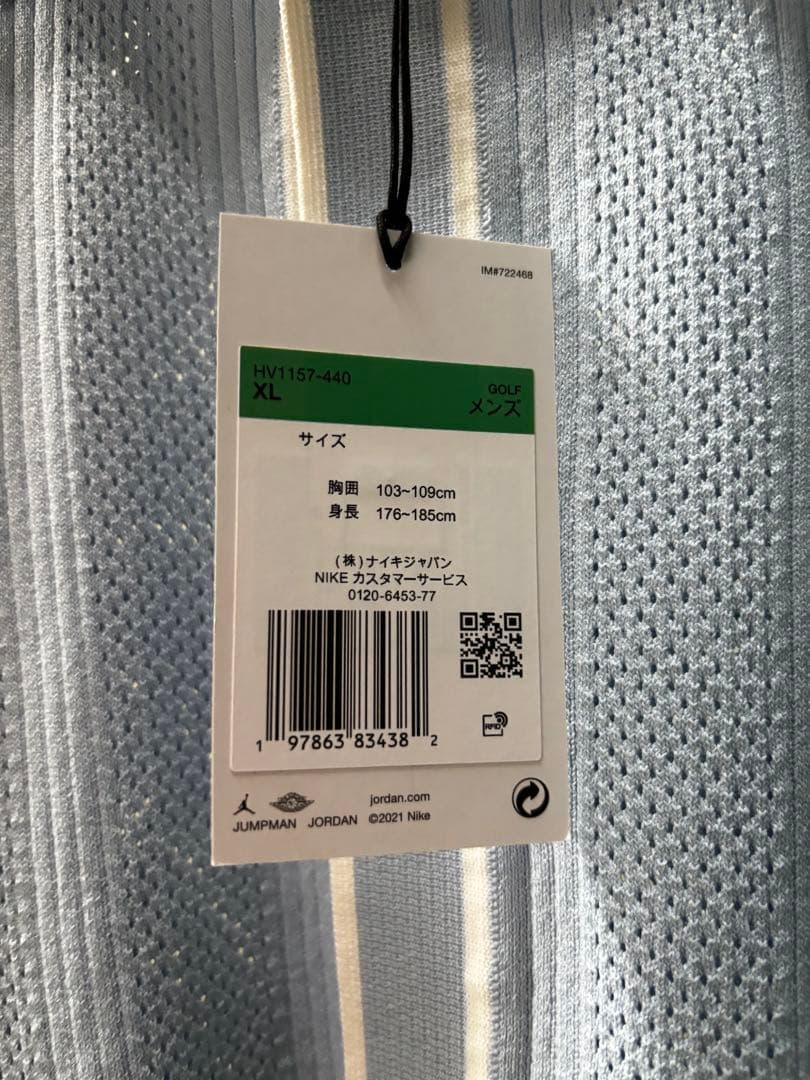 IM#722468
HV1157-440
XL
GOLF
メンズ
サイズ
胸囲 103~109cm
身長 176~185cm
(株)ナイキジャパン
NIKE カスタマーサービス
0120-6453-77
1 97863 83438 2
RFID
jordan.com
JUMPMAN JORDAN ©2021 Nike